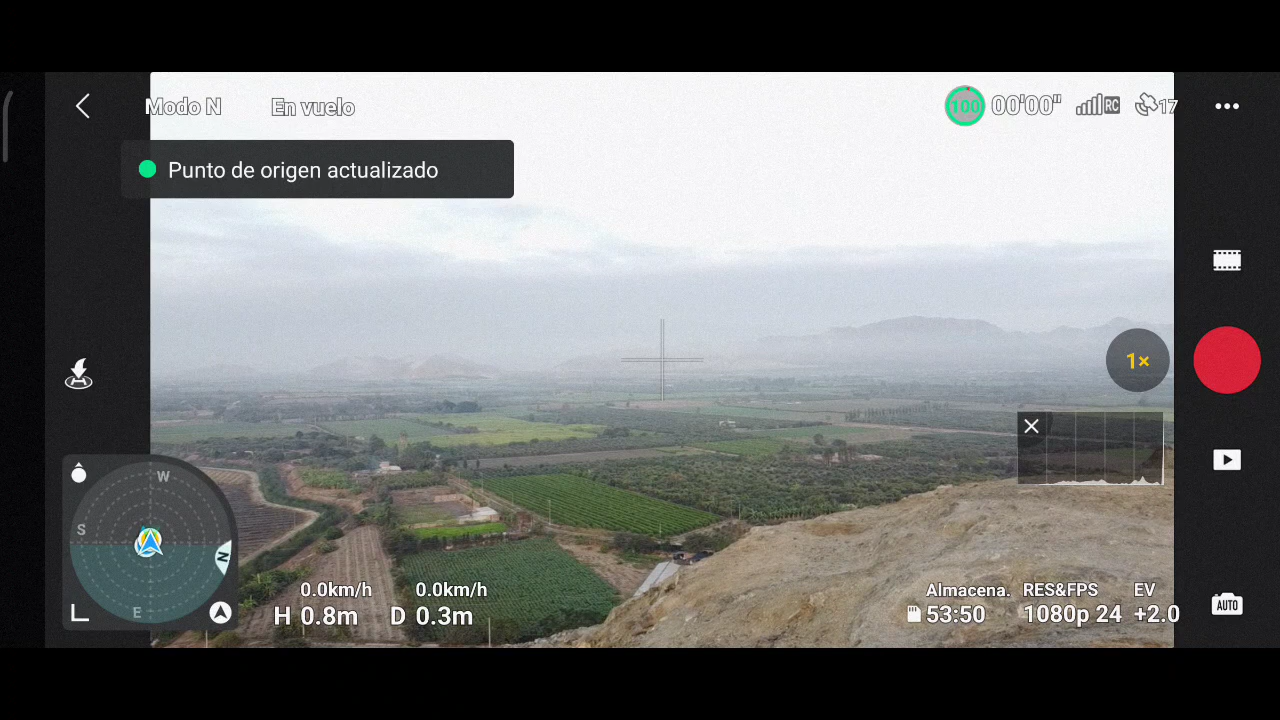 Modo N En vuelo 100 00'00" RC 17
Punto de origen actualizado
1×
W
S
N
E
0.0km/h 0.0km/h
H 0.8m D 0.3m
Almacena. RES&FPS EV
53:50 1080p 24 +2.0
AUTO